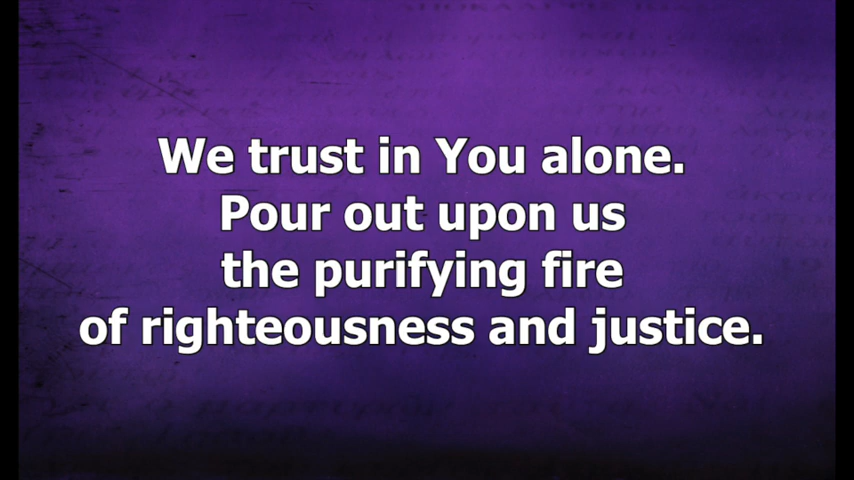 We trust in You alone.
Pour out upon us
the purifying fire
of righteousness and justice.